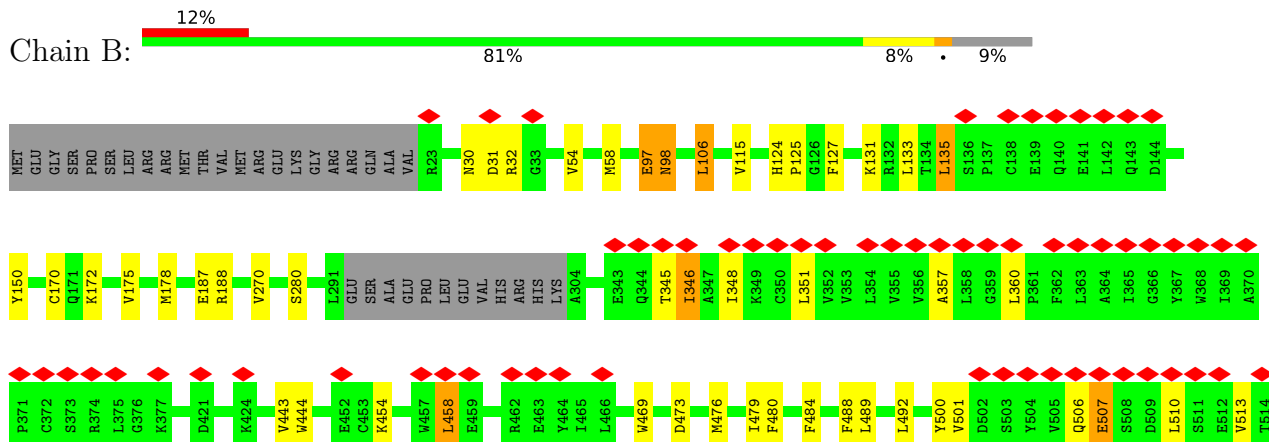 12%
Chain B:
81% 8% • 9%
MET GLU GLY SER PRO SER LEU ARG ARG MET THR VAL MET ARG GLU LYS GLY ARG ARG GLN ALA VAL R23 N30 D31 R32 G33 V54 M58 E97 N98 L106 V115 H124 P125 G126 F127 K131 R132 L133 T134 L135 S136 P137 C138 E139 Q140 E141 L142 Q143 D144
Y150 C170 Q171 K172 V175 M178 E187 R188 V270 S280 L291 GLU SER ALA GLU PRO LEU GLU VAL HIS ARG HIS LYS A304 E343 Q344 T345 I346 A347 I348 K349 C350 L351 V352 V353 L354 V355 V356 A357 L358 G359 L360 P361 F362 L363 A364 I365 G366 Y367 W368 I369 A370
P371 C372 S373 R374 L375 G376 K377 D421 K424 V443 W444 E452 C453 K454 W457 L458 E459 R462 E463 Y464 I465 L466 W469 D473 M476 I479 F480 F484 F488 L489 L492 Y500 V501 D502 S503 Y504 V505 Q506 E507 S508 D509 L510 S511 E512 V513 T514